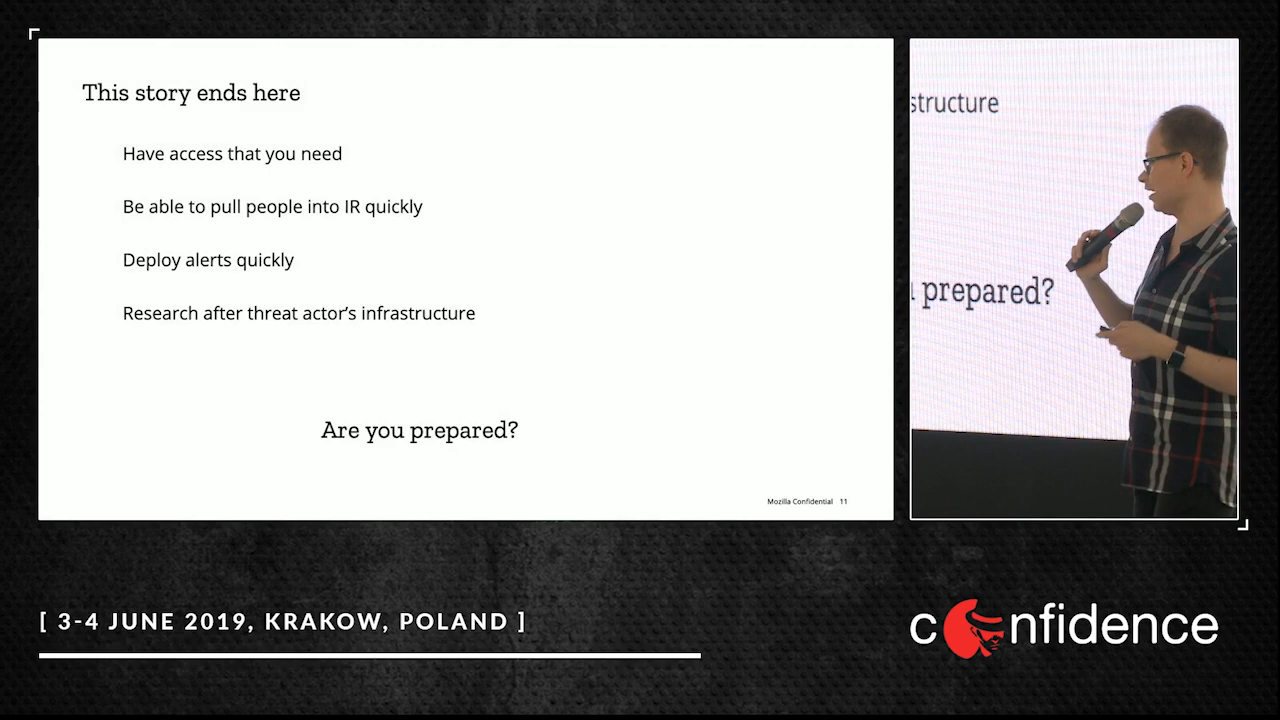 This story ends here
Have access that you need
Be able to pull people into IR quickly
Deploy alerts quickly
Research after threat actor's infrastructure
Are you prepared?
Mozilla Confidential 11
structure
prepared?
[ 3-4 JUNE 2019, KRAKOW, POLAND ]
confidence